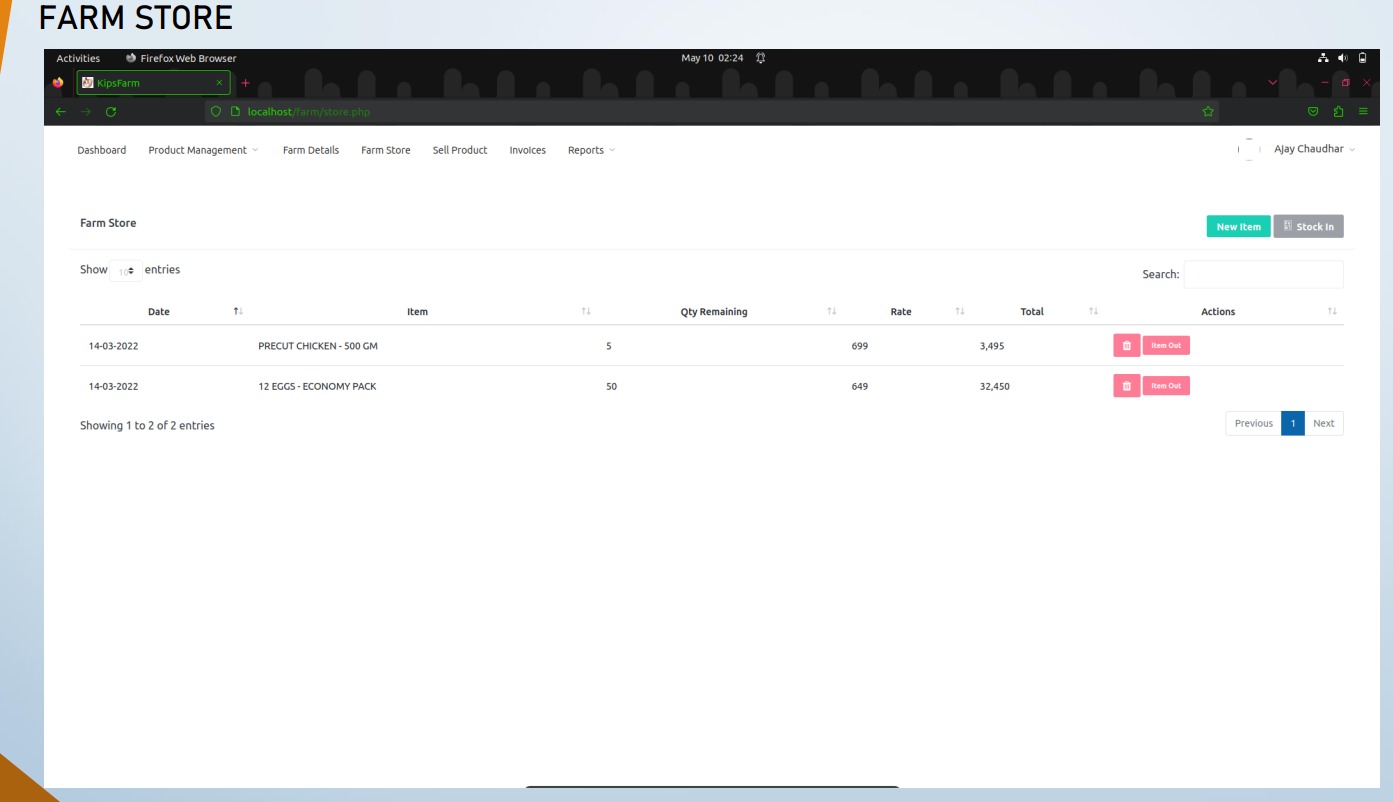 FARM STORE
Activities Firefox Web Browser May 10 02:24
KipsFarm
localhost/farm/store.php
Dashboard Product Management Farm Details Farm Store Sell Product Invoices Reports Ajay Chaudhar
Farm Store New Item Stock In
Show 10 entries Search:
Date Item Qty Remaining Rate Total Actions
14-03-2022 PRECUT CHICKEN - 500 GM 5 699 3,495 Item Out
14-03-2022 12 EGGS - ECONOMY PACK 50 649 32,450 Item Out
Showing 1 to 2 of 2 entries Previous 1 Next